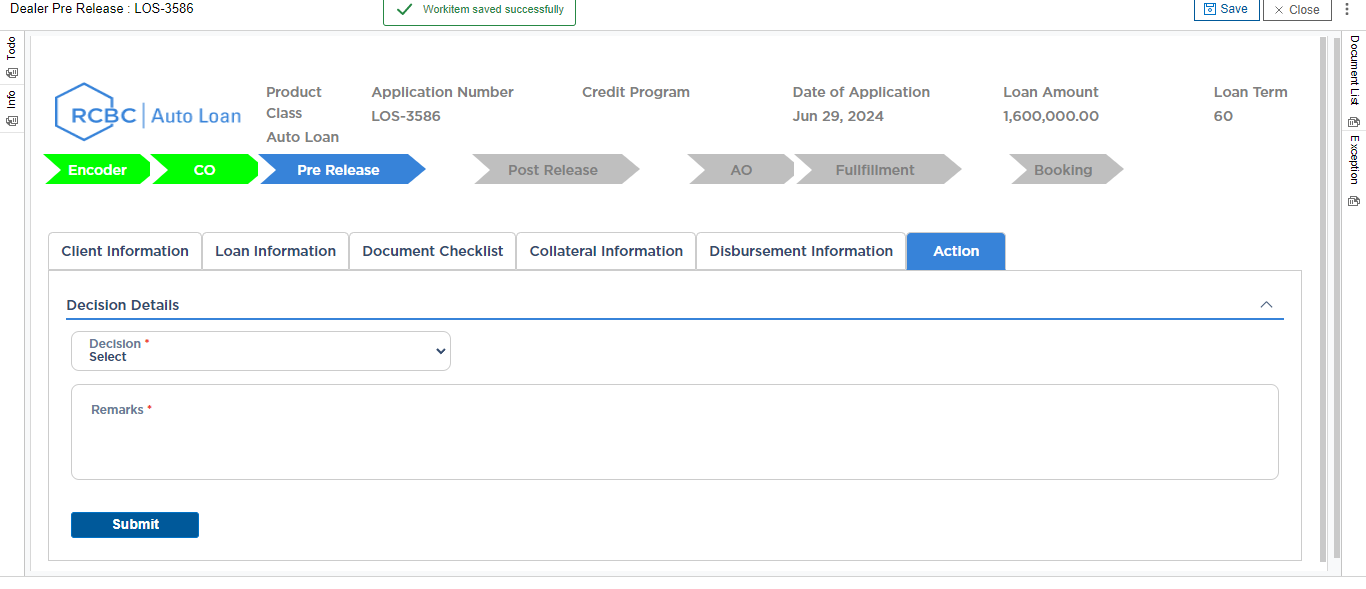 Dealer Pre Release : LOS-3586
Workitem saved successfully
Save
Close
Todo
Info
Document List
Exception
RCBC Auto Loan
Product Class
Auto Loan
Application Number
LOS-3586
Credit Program
Date of Application
Jun 29, 2024
Loan Amount
1,600,000.00
Loan Term
60
Encoder
CO
Pre Release
Post Release
AO
Fullfillment
Booking
Client Information
Loan Information
Document Checklist
Collateral Information
Disbursement Information
Action
Decision Details
Decision *
Select
Remarks *
Submit